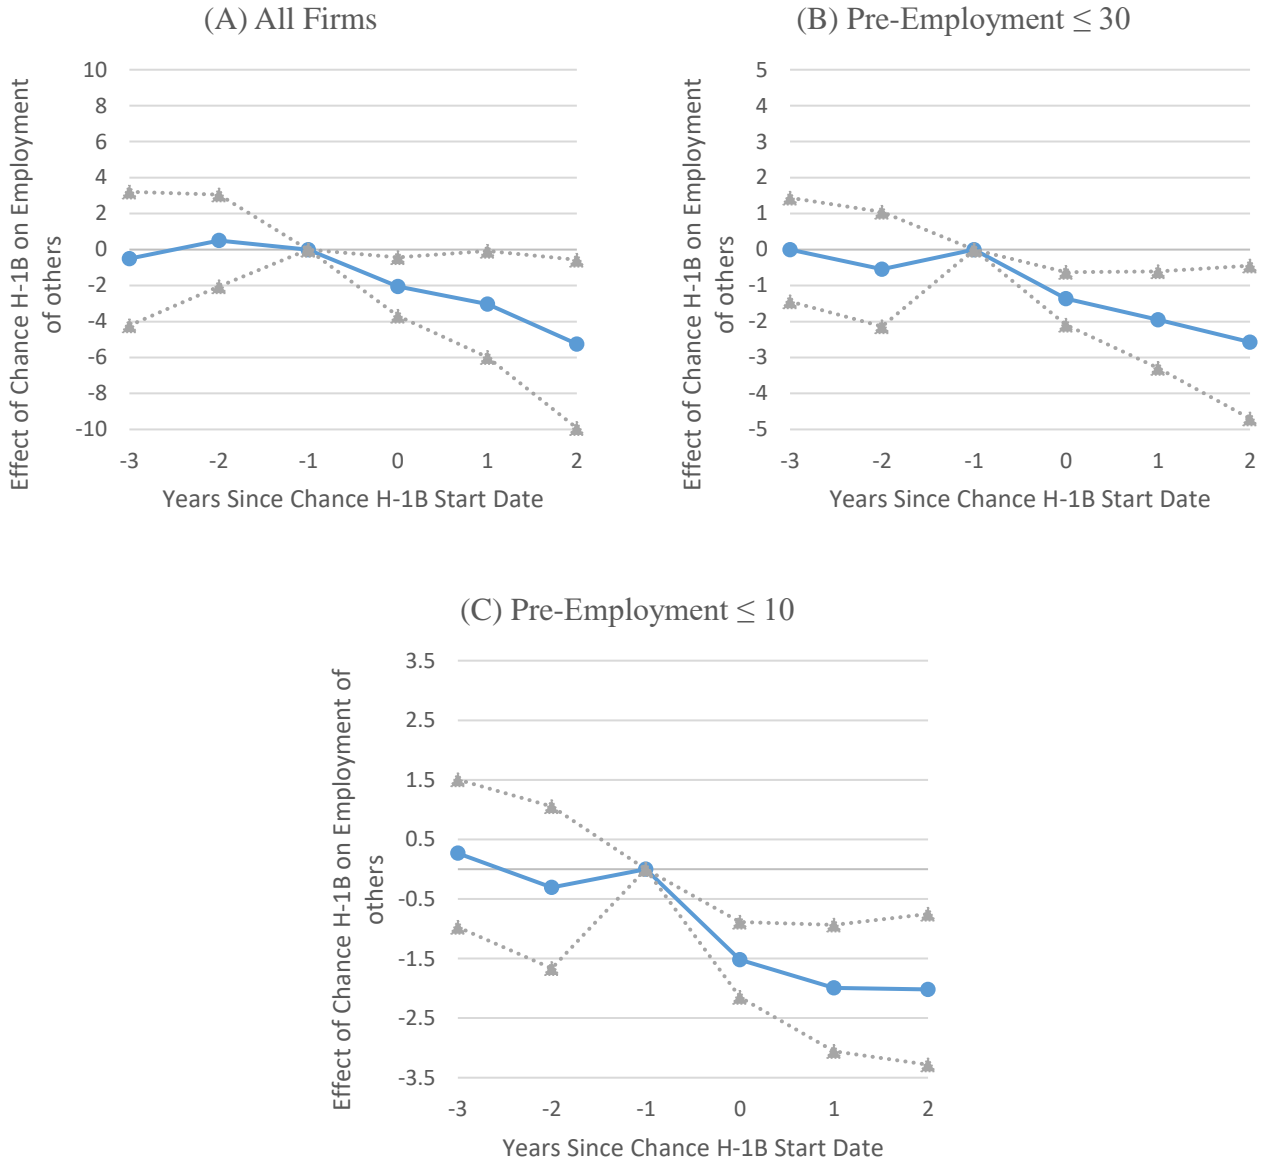 (A) All Firms
Effect of Chance H-1B on Employment
of others
10
8
6
4
2
0
-2
-4
-6
-8
-10
-3 -2 -1 0 1 2
Years Since Chance H-1B Start Date
(B) Pre-Employment ≤ 30
Effect of Chance H-1B on Employment
of others
5
4
3
2
1
0
-1
-2
-3
-4
-5
-3 -2 -1 0 1 2
Years Since Chance H-1B Start Date
(C) Pre-Employment ≤ 10
Effect of Chance H-1B on Employment of
others
3.5
2.5
1.5
0.5
-0.5
-1.5
-2.5
-3.5
-3 -2 -1 0 1 2
Years Since Chance H-1B Start Date